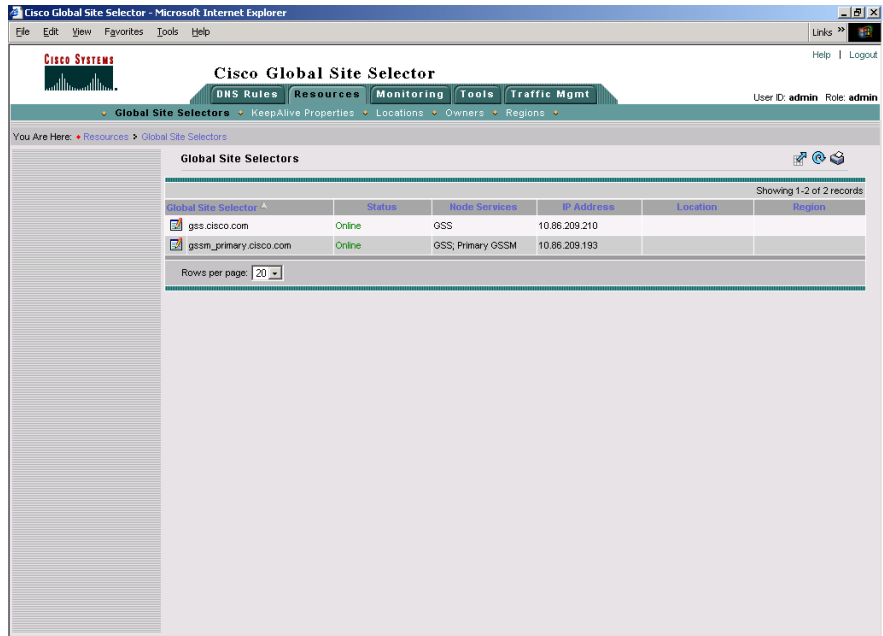 Cisco Global Site Selector - Microsoft Internet Explorer
File Edit View Favorites Tools Help Links »
CISCO SYSTEMS
Help | Logout
Cisco Global Site Selector
DNS Rules Resources Monitoring Tools Traffic Mgmt
User ID: admin Role: admin
Global Site Selectors KeepAlive Properties Locations Owners Regions
You Are Here: Resources > Global Site Selectors
Global Site Selectors
Showing 1-2 of 2 records
Global Site Selector Status Node Services IP Address Location Region
gss.cisco.com Online GSS 10.86.209.210
gssm_primary.cisco.com Online GSS; Primary GSSM 10.86.209.193
Rows per page: 20